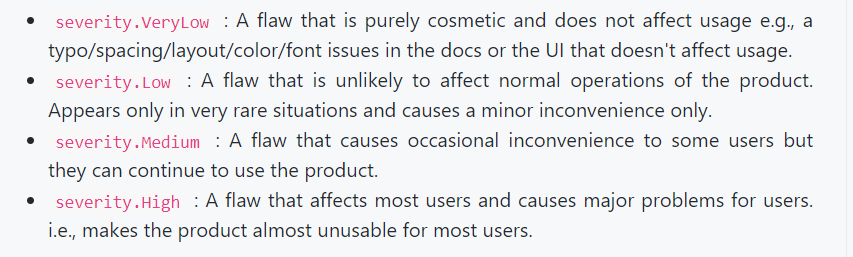 • severity.VeryLow : A flaw that is purely cosmetic and does not affect usage e.g., a
typo/spacing/layout/color/font issues in the docs or the UI that doesn't affect usage.
• severity.Low : A flaw that is unlikely to affect normal operations of the product.
Appears only in very rare situations and causes a minor inconvenience only.
• severity.Medium : A flaw that causes occasional inconvenience to some users but
they can continue to use the product.
• severity.High : A flaw that affects most users and causes major problems for users.
i.e., makes the product almost unusable for most users.